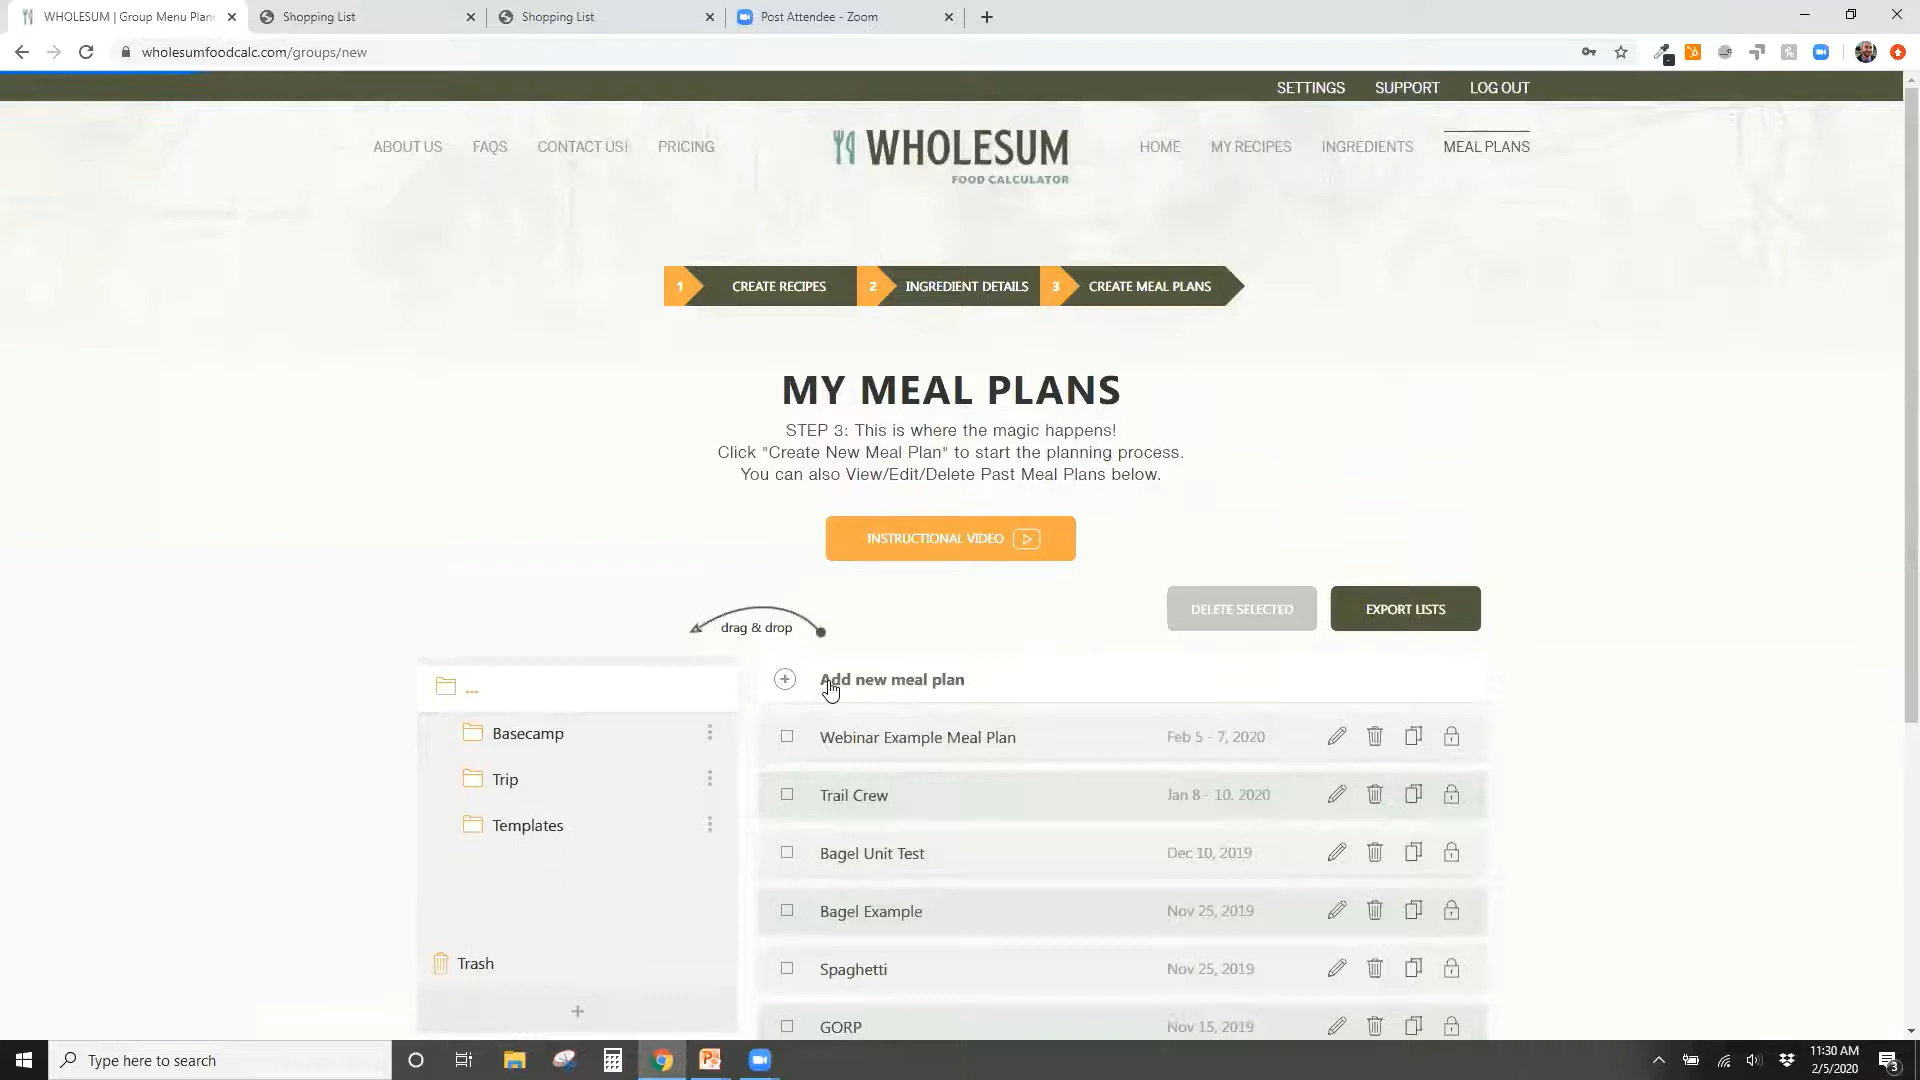 WHOLESUM | Group Menu Plan
Shopping List
Shopping List
Post Attendee - Zoom
wholesumfoodcalc.com/groups/new
SETTINGS
SUPPORT
LOG OUT
ABOUT US
FAQS
CONTACT US!
PRICING
WHOLESUM
FOOD CALCULATOR
HOME
MY RECIPES
INGREDIENTS
MEAL PLANS
1
CREATE RECIPES
2
INGREDIENT DETAILS
3
CREATE MEAL PLANS
MY MEAL PLANS
STEP 3: This is where the magic happens!
Click "Create New Meal Plan" to start the planning process.
You can also View/Edit/Delete Past Meal Plans below.
INSTRUCTIONAL VIDEO
DELETE SELECTED
EXPORT LISTS
drag & drop
...
Basecamp
Trip
Templates
Trash
Add new meal plan
Webinar Example Meal Plan
Feb 5 - 7, 2020
Trail Crew
Jan 8 - 10, 2020
Bagel Unit Test
Dec 10, 2019
Bagel Example
Nov 25, 2019
Spaghetti
Nov 25, 2019
GORP
Nov 15, 2019
Type here to search
11:30 AM
2/5/2020
3